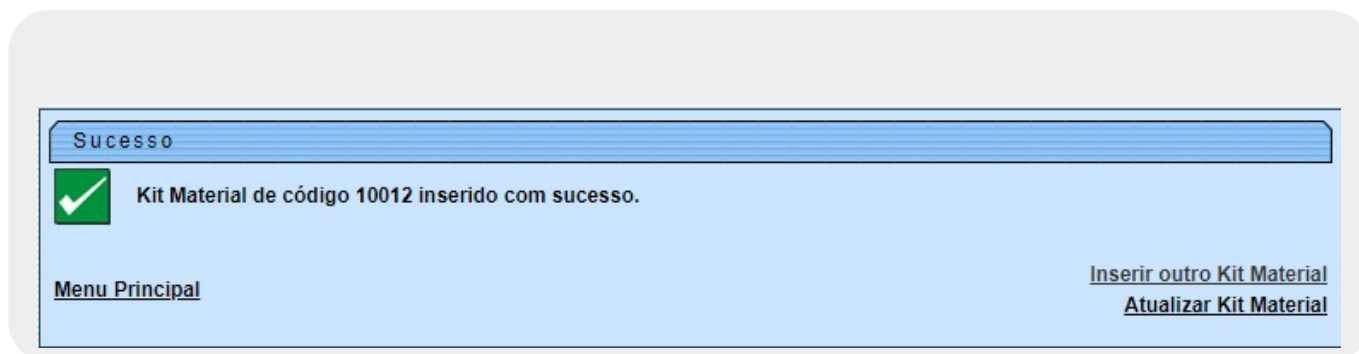 Sucesso
Kit Material de código 10012 inserido com sucesso.
Menu Principal
Inserir outro Kit Material
Atualizar Kit Material